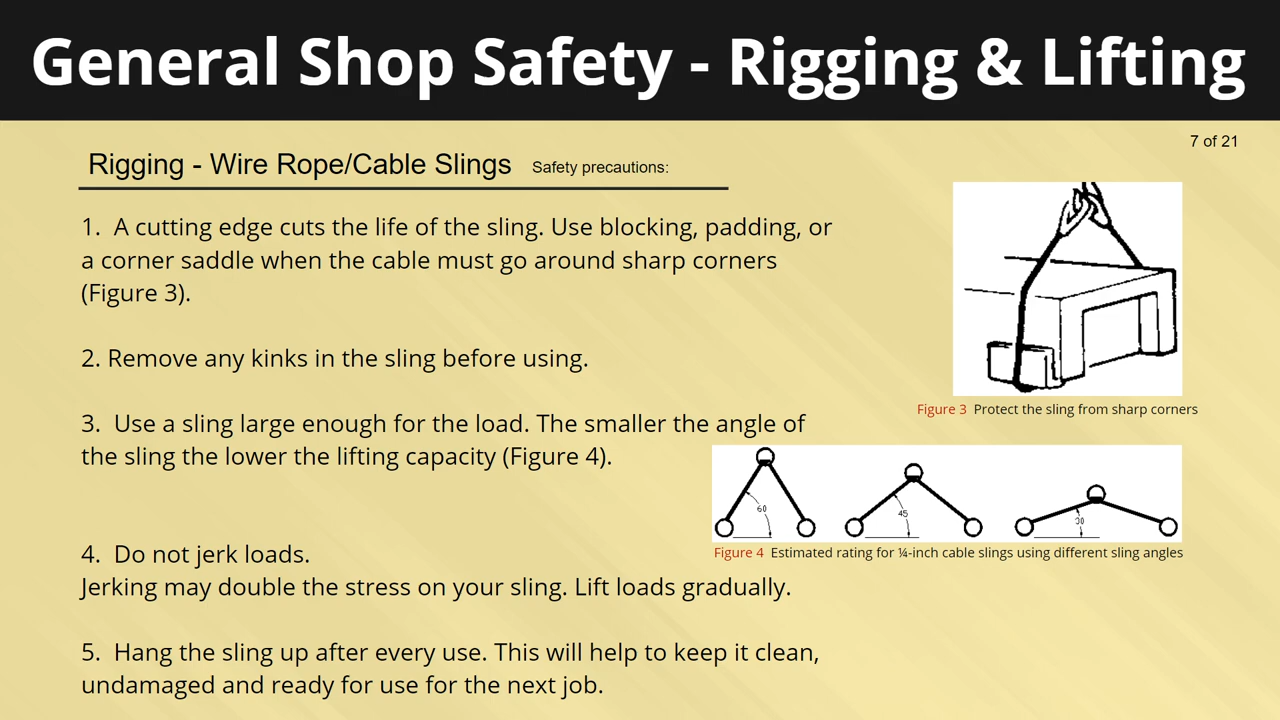 General Shop Safety - Rigging & Lifting
7 of 21
Rigging - Wire Rope/Cable Slings Safety precautions:
1. A cutting edge cuts the life of the sling. Use blocking, padding, or
a corner saddle when the cable must go around sharp corners
(Figure 3).
2. Remove any kinks in the sling before using.
Figure 3 Protect the sling from sharp corners
3. Use a sling large enough for the load. The smaller the angle of
the sling the lower the lifting capacity (Figure 4).
60
45
30
Figure 4 Estimated rating for ¼-inch cable slings using different sling angles
4. Do not jerk loads.
Jerking may double the stress on your sling. Lift loads gradually.
5. Hang the sling up after every use. This will help to keep it clean,
undamaged and ready for use for the next job.